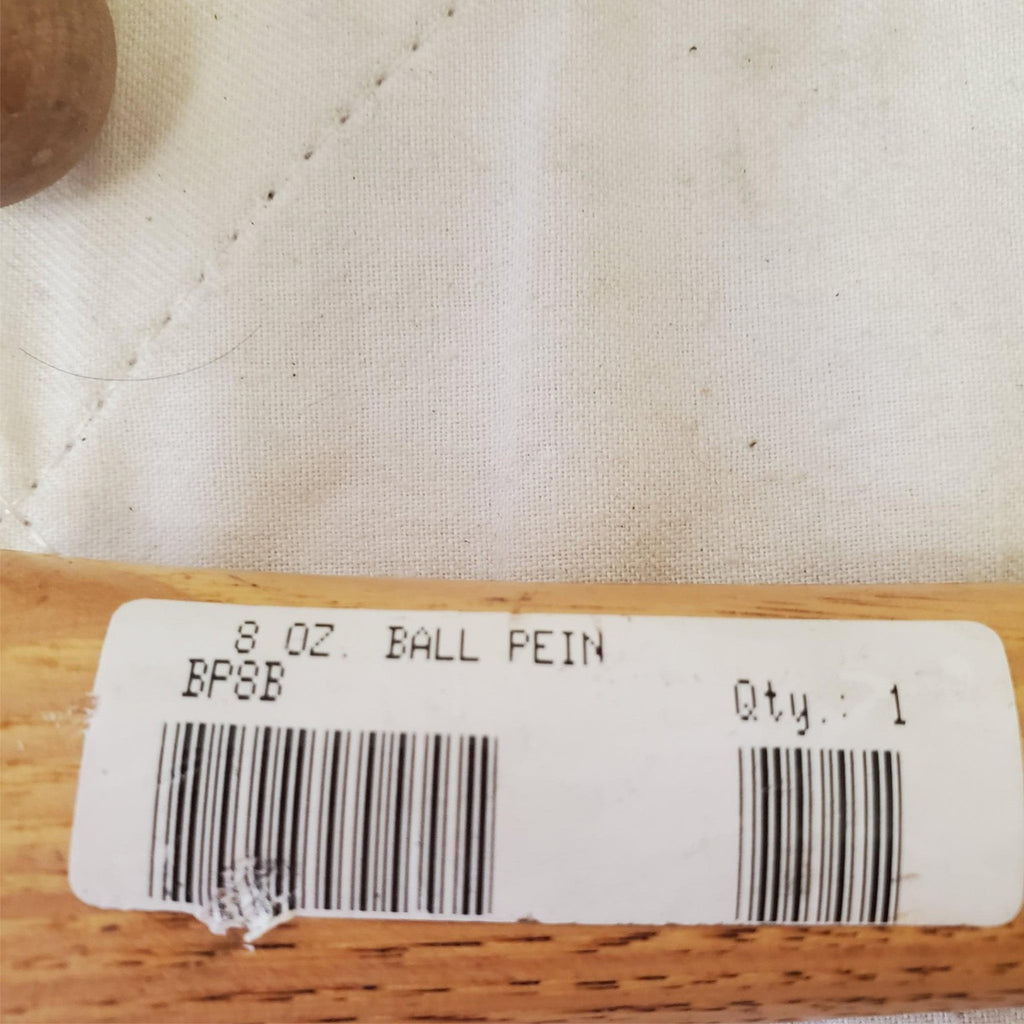 8 OZ. BALL PEIN
BP8B
Qty.: 1